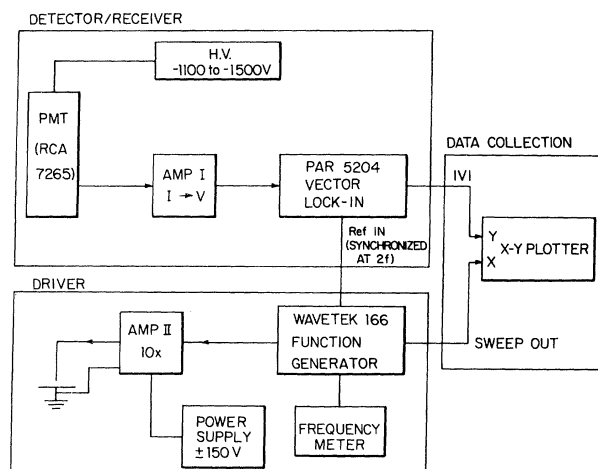 DETECTOR/RECEIVER
H.V.
-1100 to -1500V
PMT
(RCA
7265)
AMP I
I → V
PAR 5204
VECTOR
LOCK-IN
DATA COLLECTION
|V|
Y
X
X-Y PLOTTER
Ref IN
(SYNCHRONIZED
AT 2f)
DRIVER
AMP II
10x
WAVETEK 166
FUNCTION
GENERATOR
SWEEP OUT
POWER
SUPPLY
±150V
FREQUENCY
METER